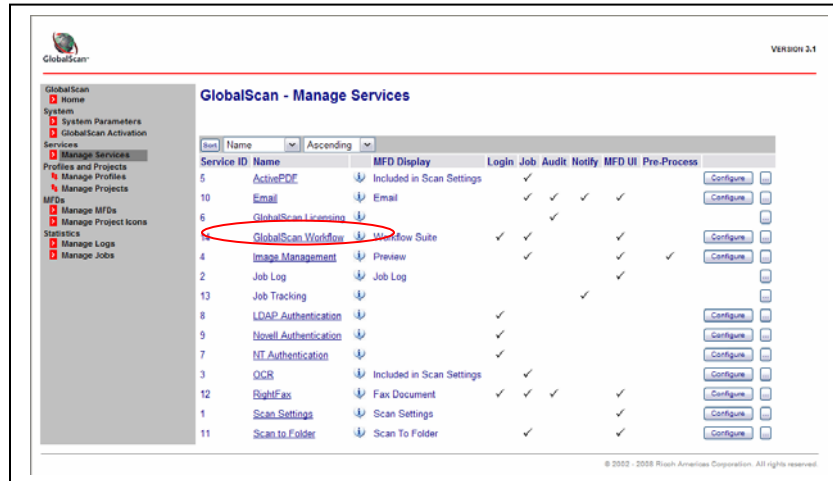 GlobalScan
VERSION 3.1
GlobalScan
Home
System
System Parameters
GlobalScan Activation
Services
Manage Services
Profiles and Projects
Manage Profiles
Manage Projects
MFDs
Manage MFDs
Manage Project Icons
Statistics
Manage Logs
Manage Jobs
GlobalScan - Manage Services
Sort Name Ascending
Service ID Name MFD Display Login Job Audit Notify MFD UI Pre-Process
5 ActivePDF Included in Scan Settings ✓ Configure ...
10 Email Email ✓ ✓ ✓ ✓ Configure ...
6 GlobalScan Licensing ✓ ...
14 GlobalScan Workflow Workflow Suite ✓ ✓ ✓ Configure ...
4 Image Management Preview ✓ ✓ ✓ Configure ...
2 Job Log Job Log ✓ ...
13 Job Tracking ✓ ...
8 LDAP Authentication ✓ Configure ...
9 Novell Authentication ✓ Configure ...
7 NT Authentication ✓ Configure ...
3 OCR Included in Scan Settings ✓ Configure ...
12 RightFax Fax Document ✓ ✓ ✓ ✓ Configure ...
1 Scan Settings Scan Settings ✓ Configure ...
11 Scan to Folder Scan To Folder ✓ ✓ Configure ...
© 2002 - 2008 Ricoh Americas Corporation. All rights reserved.